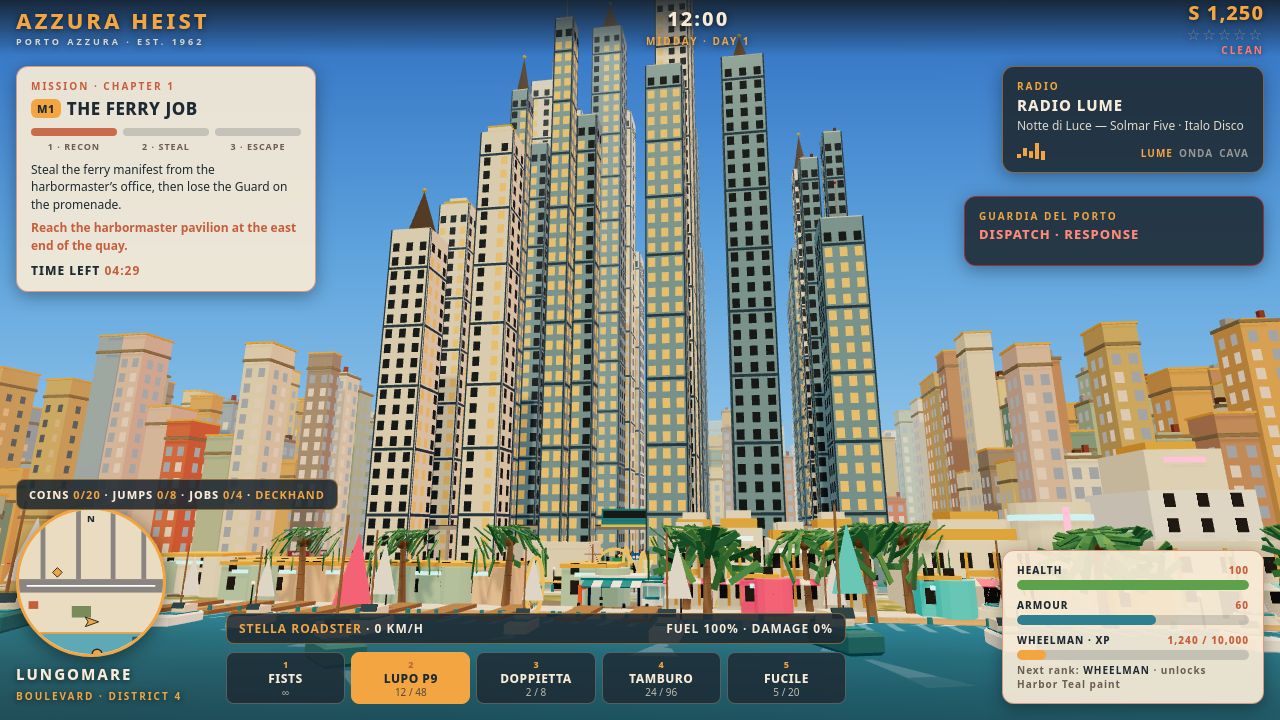 AZZURA HEIST
PORTO AZZURA · EST. 1962
12:00
MIDDAY · DAY 1
S 1,250
☆☆☆☆☆
CLEAN
MISSION · CHAPTER 1
M1 THE FERRY JOB
1 · RECON 2 · STEAL 3 · ESCAPE
Steal the ferry manifest from the
harbormaster’s office, then lose the Guard on
the promenade.
Reach the harbormaster pavilion at the east
end of the quay.
TIME LEFT 04:29
RADIO
RADIO LUME
Notte di Luce — Solmar Five · Italo Disco
LUME ONDA CAVA
GUARDIA DEL PORTO
DISPATCH · RESPONSE
COINS 0/20 · JUMPS 0/8 · JOBS 0/4 · DECKHAND
N
LUNGOMARE
BOULEVARD · DISTRICT 4
STELLA ROADSTER · 0 KM/H FUEL 100% · DAMAGE 0%
1
FISTS
∞
2
LUPO P9
12 / 48
3
DOPPIETTA
2 / 8
4
TAMBURO
24 / 96
5
FUCILE
5 / 20
HEALTH 100
ARMOUR 60
WHEELMAN · XP 1,240 / 10,000
Next rank: WHEELMAN · unlocks
Harbor Teal paint